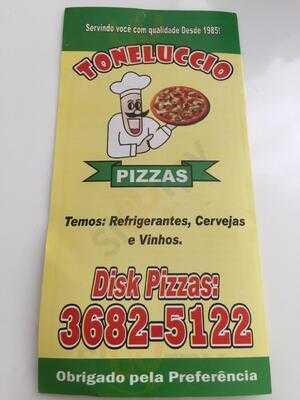 Servindo você com qualidade Desde 1985!
TONELUCCIO
PIZZAS
Temos: Refrigerantes, Cervejas
e Vinhos.
Disk Pizzas:
3682-5122
Obrigado pela Preferência